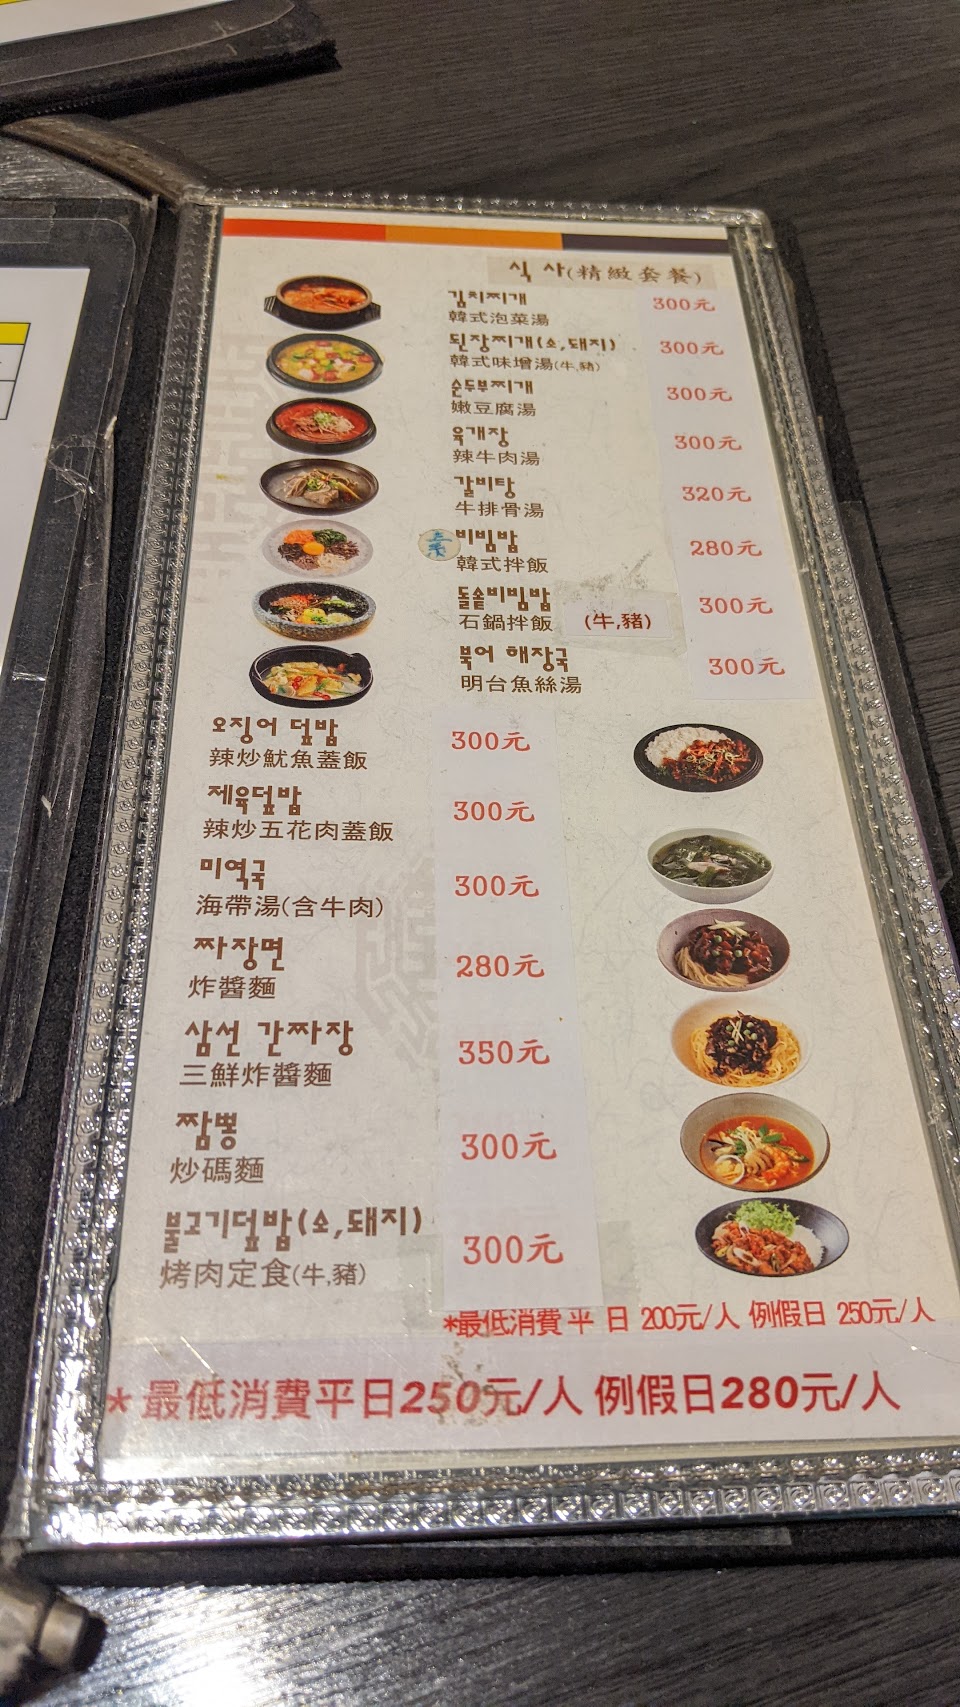 식 사(精緻套餐)
김치찌개 300元
韓式泡菜湯
된장찌개(소,돼지) 300元
韓式味增湯(牛,豬)
순두부찌개 300元
嫩豆腐湯
육개장 300元
辣牛肉湯
갈비탕 320元
牛排骨湯
素 비빔밥 280元
韓式拌飯
돌솥비빔밥 300元
石鍋拌飯 (牛,豬)
북어 해장국 300元
明台魚絲湯
오징어 덮밥 300元
辣炒魷魚蓋飯
제육덮밥 300元
辣炒五花肉蓋飯
미역국 300元
海帶湯(含牛肉)
짜장면 280元
炸醬麵
삼선 간짜장 350元
三鮮炸醬麵
짬뽕 300元
炒碼麵
불고기덮밥(소,돼지) 300元
烤肉定食(牛,豬)
*最低消費 平 日 200元/人 例假日 250元/人
* 最低消費平日250元/人 例假日280元/人